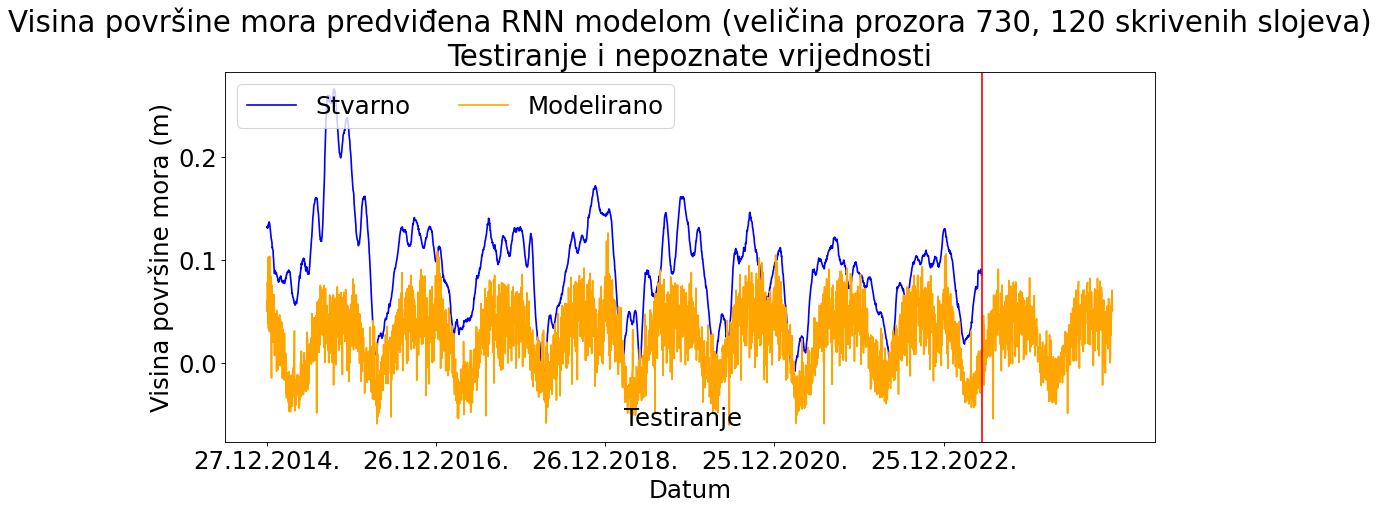 Visina površine mora predviđena RNN modelom (veličina prozora 730, 120 skrivenih slojeva)
Testiranje i nepoznate vrijednosti
Stvarno Modelirano
Visina površine mora (m)
0.2
0.1
0.0
Testiranje
27.12.2014. 26.12.2016. 26.12.2018. 25.12.2020. 25.12.2022.
Datum